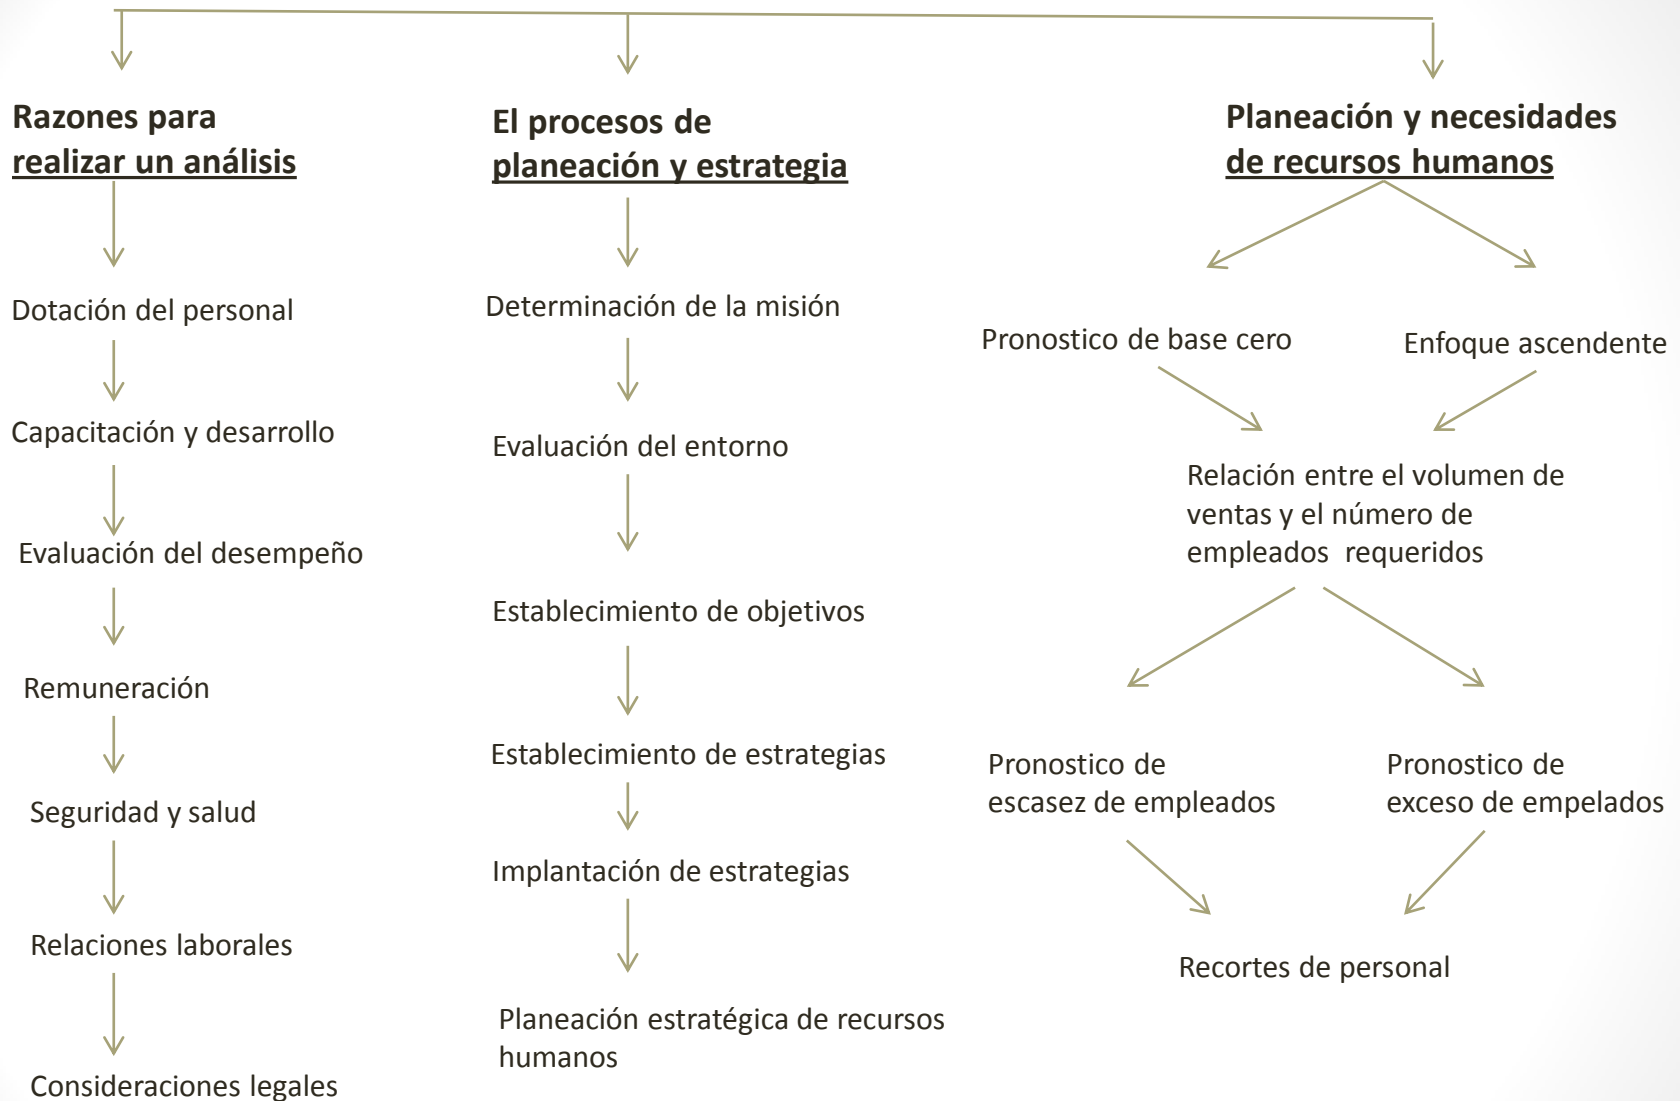 Razones para
realizar un análisis
Dotación del personal
Capacitación y desarrollo
Evaluación del desempeño
Remuneración
Seguridad y salud
Relaciones laborales
Consideraciones legales
El procesos de
planeación y estrategia
Determinación de la misión
Evaluación del entorno
Establecimiento de objetivos
Establecimiento de estrategias
Implantación de estrategias
Planeación estratégica de recursos
humanos
Planeación y necesidades
de recursos humanos
Pronostico de base cero
Enfoque ascendente
Relación entre el volumen de
ventas y el número de
empleados requeridos
Pronostico de
escasez de empleados
Pronostico de
exceso de empelados
Recortes de personal